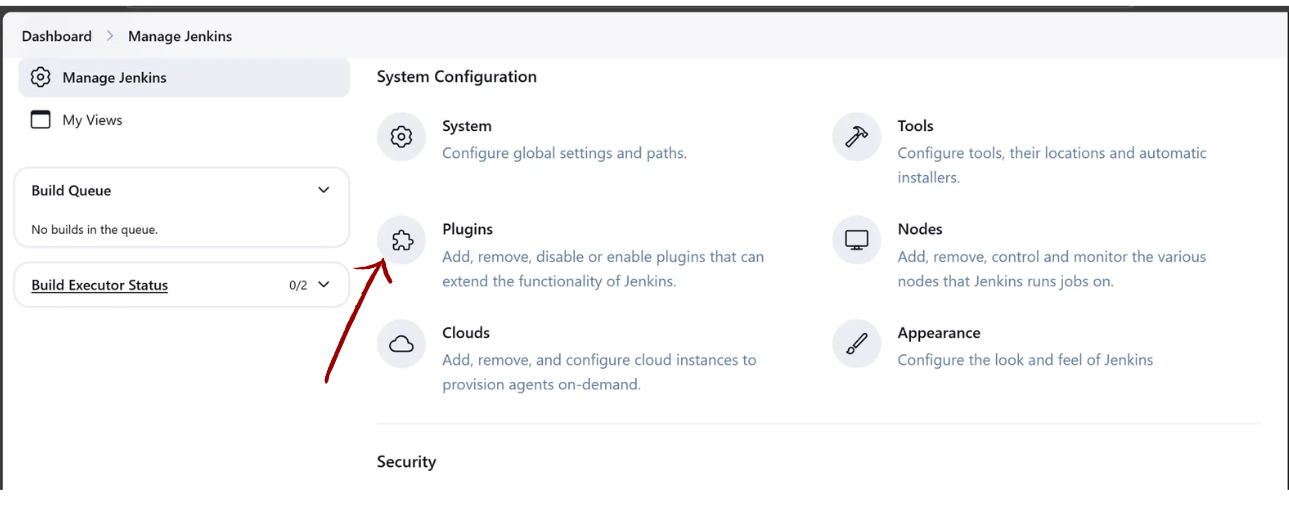 Dashboard > Manage Jenkins
Manage Jenkins
My Views
Build Queue
No builds in the queue.
Build Executor Status 0/2
System Configuration
System
Configure global settings and paths.
Tools
Configure tools, their locations and automatic
installers.
Plugins
Add, remove, disable or enable plugins that can
extend the functionality of Jenkins.
Nodes
Add, remove, control and monitor the various
nodes that Jenkins runs jobs on.
Clouds
Add, remove, and configure cloud instances to
provision agents on-demand.
Appearance
Configure the look and feel of Jenkins
Security